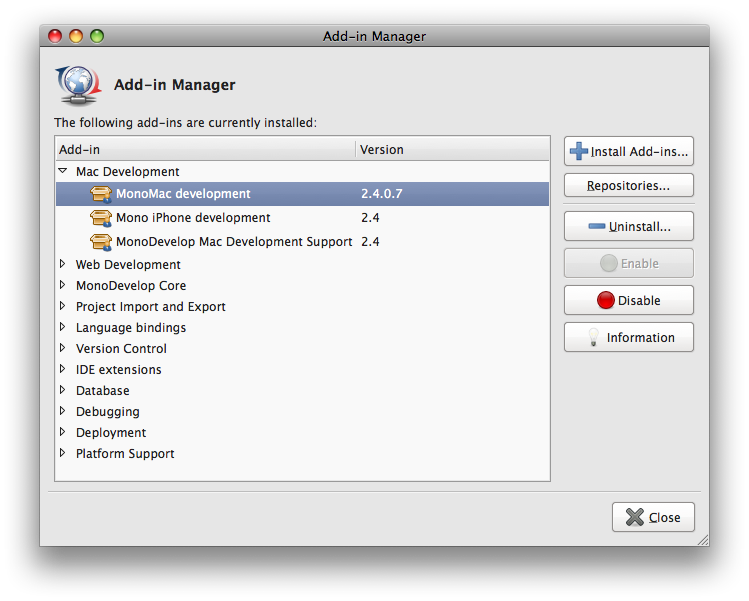 Add-in Manager
Add-in Manager
The following add-ins are currently installed:
Add-in Version
Mac Development
MonoMac development 2.4.0.7
Mono iPhone development 2.4
MonoDevelop Mac Development Support 2.4
Web Development
MonoDevelop Core
Project Import and Export
Language bindings
Version Control
IDE extensions
Database
Debugging
Deployment
Platform Support
Install Add-ins...
Repositories...
Uninstall...
Enable
Disable
Information
Close